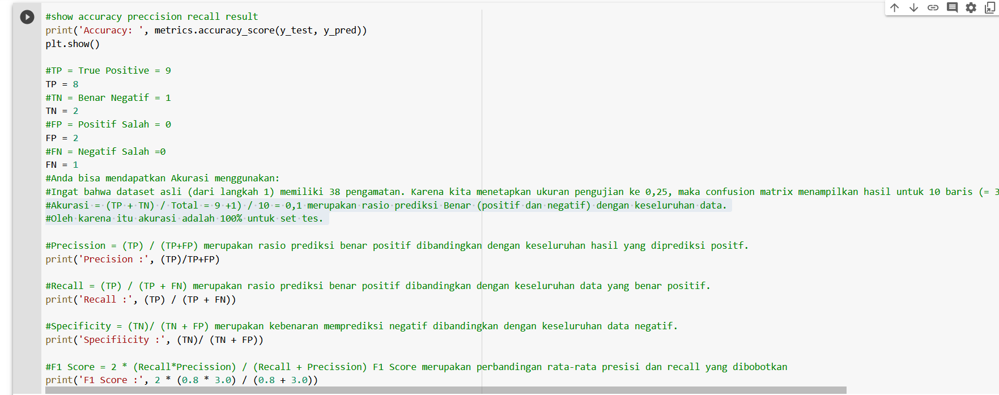 #show accuracy preccision recall result
print('Accuracy: ', metrics.accuracy_score(y_test, y_pred))
plt.show()
#TP = True Positive = 9
TP = 8
#TN = Benar Negatif = 1
TN = 2
#FP = Positif Salah = 0
FP = 2
#FN = Negatif Salah =0
FN = 1
#Anda bisa mendapatkan Akurasi menggunakan:
#Ingat bahwa dataset asli (dari langkah 1) memiliki 38 pengamatan. Karena kita menetapkan ukuran pengujian ke 0,25, maka confusion matrix menampilkan hasil untuk 10 baris (= 3
#Akurasi = (TP + TN) / Total = 9 +1) / 10 = 0,1 merupakan rasio prediksi Benar (positif dan negatif) dengan keseluruhan data.
#Oleh karena itu akurasi adalah 100% untuk set tes.
#Precission = (TP) / (TP+FP) merupakan rasio prediksi benar positif dibandingkan dengan keseluruhan hasil yang diprediksi positf.
print('Precision :', (TP)/TP+FP)
#Recall = (TP) / (TP + FN) merupakan rasio prediksi benar positif dibandingkan dengan keseluruhan data yang benar positif.
print('Recall :', (TP) / (TP + FN))
#Specificity = (TN)/ (TN + FP) merupakan kebenaran memprediksi negatif dibandingkan dengan keseluruhan data negatif.
print('Specifiicity :', (TN)/ (TN + FP))
#F1 Score = 2 * (Recall*Precission) / (Recall + Precission) F1 Score merupakan perbandingan rata-rata presisi dan recall yang dibobotkan
print('F1 Score :', 2 * (0.8 * 3.0) / (0.8 + 3.0))